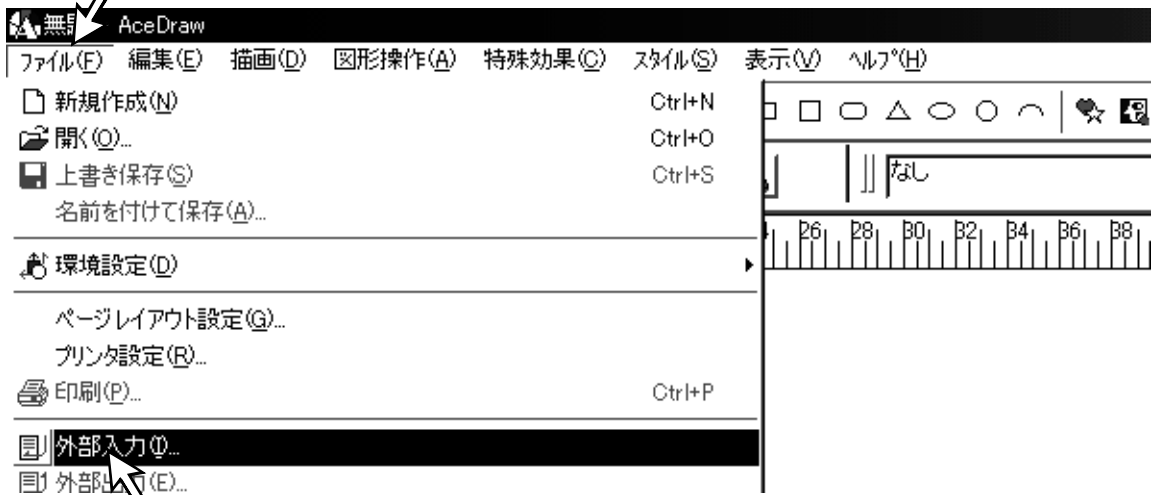 AceDraw
ファイル(F) 編集(E) 描画(D) 図形操作(A) 特殊効果(C) スタイル(S) 表示(V) ヘルプ(H)
新規作成(N) Ctrl+N
開く(O)... Ctrl+O
上書き保存(S) Ctrl+S
なし
名前を付けて保存(A)...
26 28 30 32 34 36 38
環境設定(D)
ページレイアウト設定(G)...
プリンタ設定(R)...
印刷(P)... Ctrl+P
外部入力(I)...
外部出力(E)...